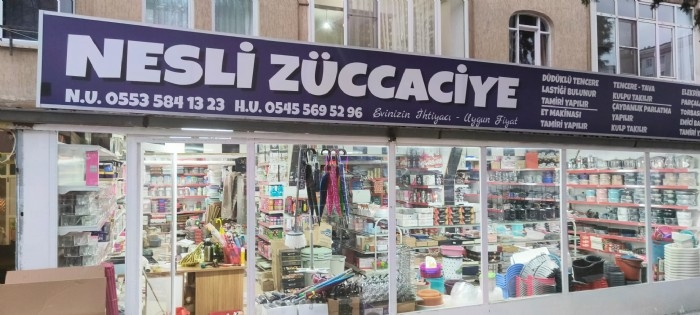 NESLİ ZÜCCACİYE
N.U. 0553 584 13 23 H.U. 0545 569 52 96
Evinizin İhtiyacı - Uygun Fiyat
DÜDÜKLÜ TENCERE
LASTİĞİ BULUNUR
TAMİRİ YAPILIR
ET MAKİNASI
TAMİRİ YAPILIR
TENCERE - TAVA
KULPU TAKILIR
ÇAYDANLIK PARLATMA
YAPILIR
KULP TAKILIR